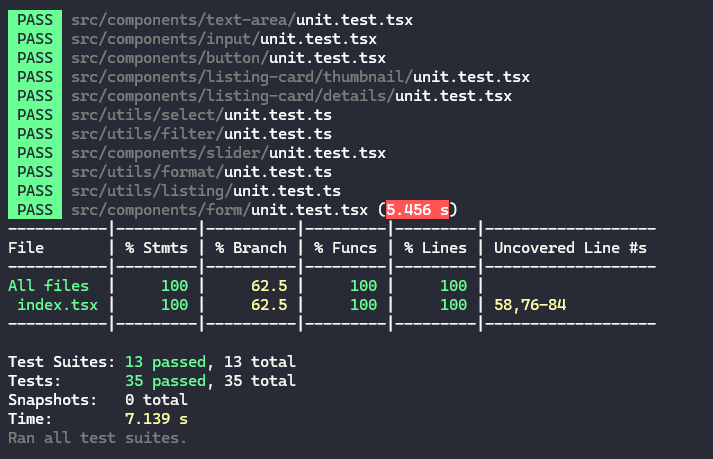 PASS src/components/text-area/unit.test.tsx
PASS src/components/input/unit.test.tsx
PASS src/components/button/unit.test.tsx
PASS src/components/listing-card/thumbnail/unit.test.tsx
PASS src/components/listing-card/details/unit.test.tsx
PASS src/utils/select/unit.test.ts
PASS src/utils/filter/unit.test.ts
PASS src/components/slider/unit.test.tsx
PASS src/utils/format/unit.test.ts
PASS src/utils/listing/unit.test.ts
PASS src/components/form/unit.test.tsx (5.456 s)
-----------|---------|----------|---------|---------|-------------------
File       | % Stmts | % Branch | % Funcs | % Lines | Uncovered Line #s
-----------|---------|----------|---------|---------|-------------------
All files  |     100 |     62.5 |     100 |     100 |
 index.tsx |     100 |     62.5 |     100 |     100 | 58,76-84
-----------|---------|----------|---------|---------|-------------------
Test Suites: 13 passed, 13 total
Tests:       35 passed, 35 total
Snapshots:   0 total
Time:        7.139 s
Ran all test suites.